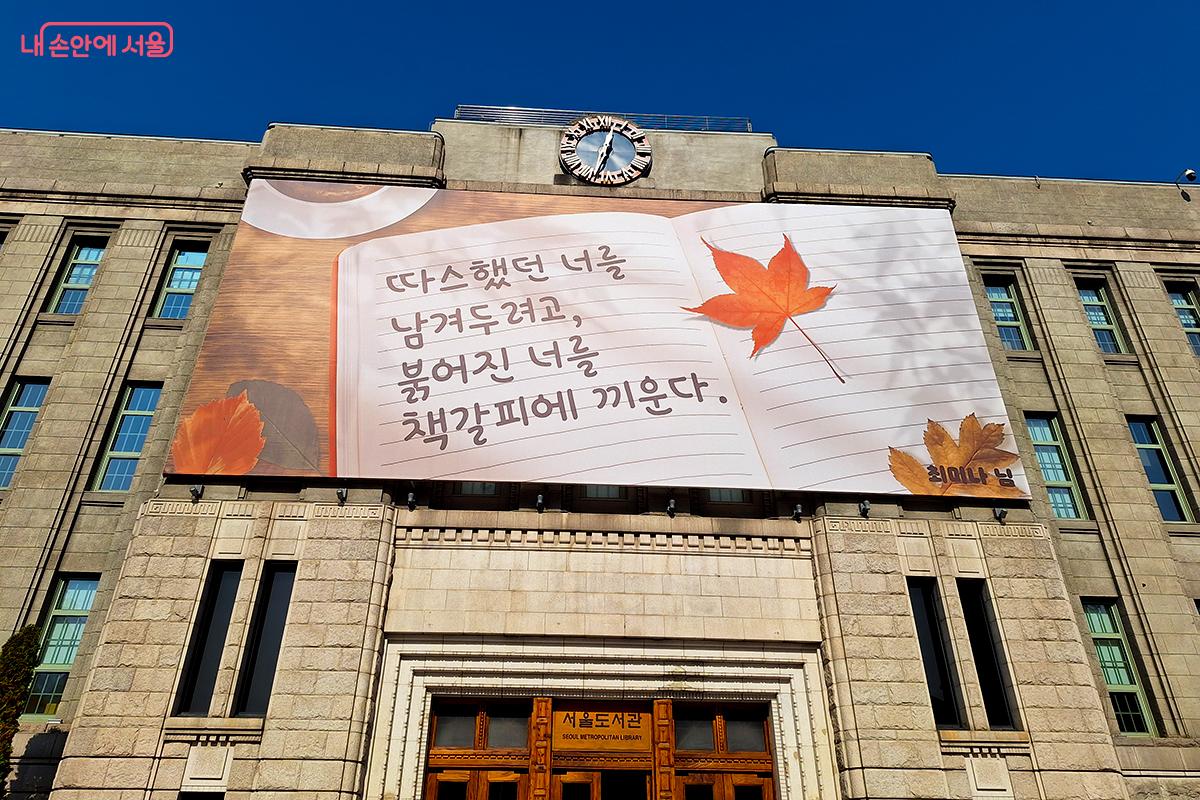 내 손안에 서울
따스했던 너를
남겨두려고,
붉어진 너를
책갈피에 끼운다.
최미나 님
서울도서관
SEOUL METROPOLITAN LIBRARY